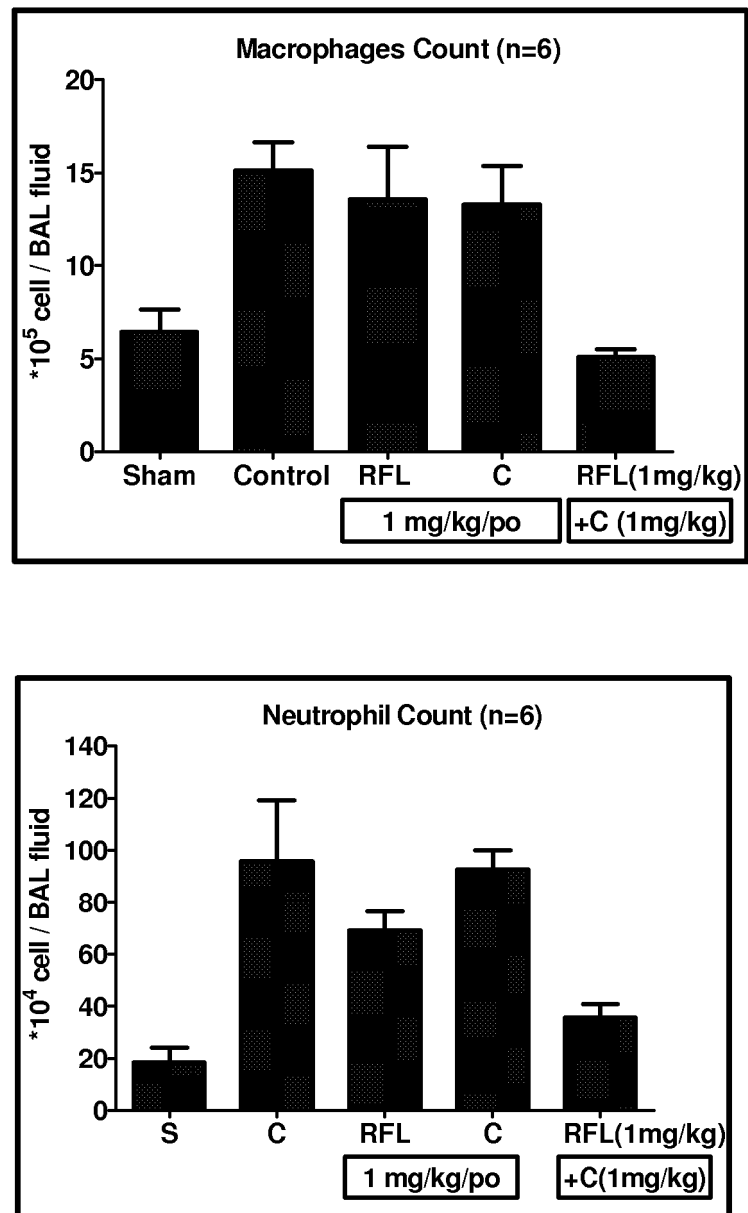 Macrophages Count (n=6)
20
15
10
5
0
*10⁵ cell / BAL fluid
Sham Control RFL C RFL(1mg/kg)
1 mg/kg/po +C (1mg/kg)
Neutrophil Count (n=6)
140
120
100
80
60
40
20
0
*10⁴ cell / BAL fluid
S C RFL C RFL(1mg/kg)
1 mg/kg/po +C(1mg/kg)